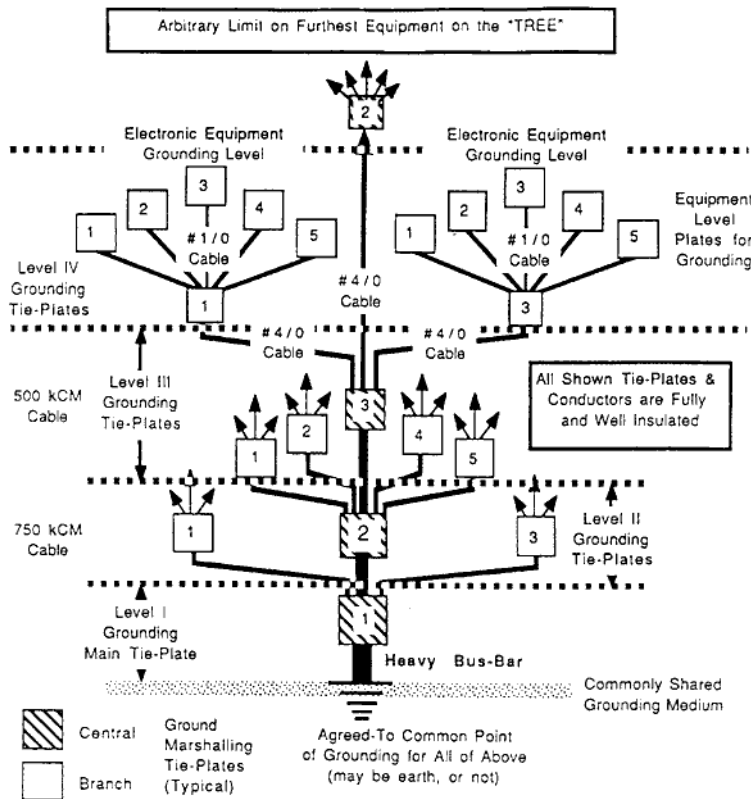 Arbitrary Limit on Furthest Equipment on the "TREE"
2
Electronic Equipment
Grounding Level
Electronic Equipment
Grounding Level
1
2
3
4
5
#1/0
Cable
1
2
3
4
5
#1/0
Cable
Equipment
Level
Plates for
Grounding
Level IV
Grounding
Tie-Plates
1
#4/0
Cable
3
#4/0
Cable
#4/0
Cable
500 kCM
Cable
Level III
Grounding
Tie-Plates
3
All Shown Tie-Plates &
Conductors are Fully
and Well Insulated
1
2
4
5
750 kCM
Cable
1
2
3
Level II
Grounding
Tie-Plates
Level I
Grounding
Main Tie-Plate
1
Heavy Bus-Bar
Commonly Shared
Grounding Medium
Central
Branch
Ground
Marshalling
Tie-Plates
(Typical)
Agreed-To Common Point
of Grounding for All of Above
(may be earth, or not)